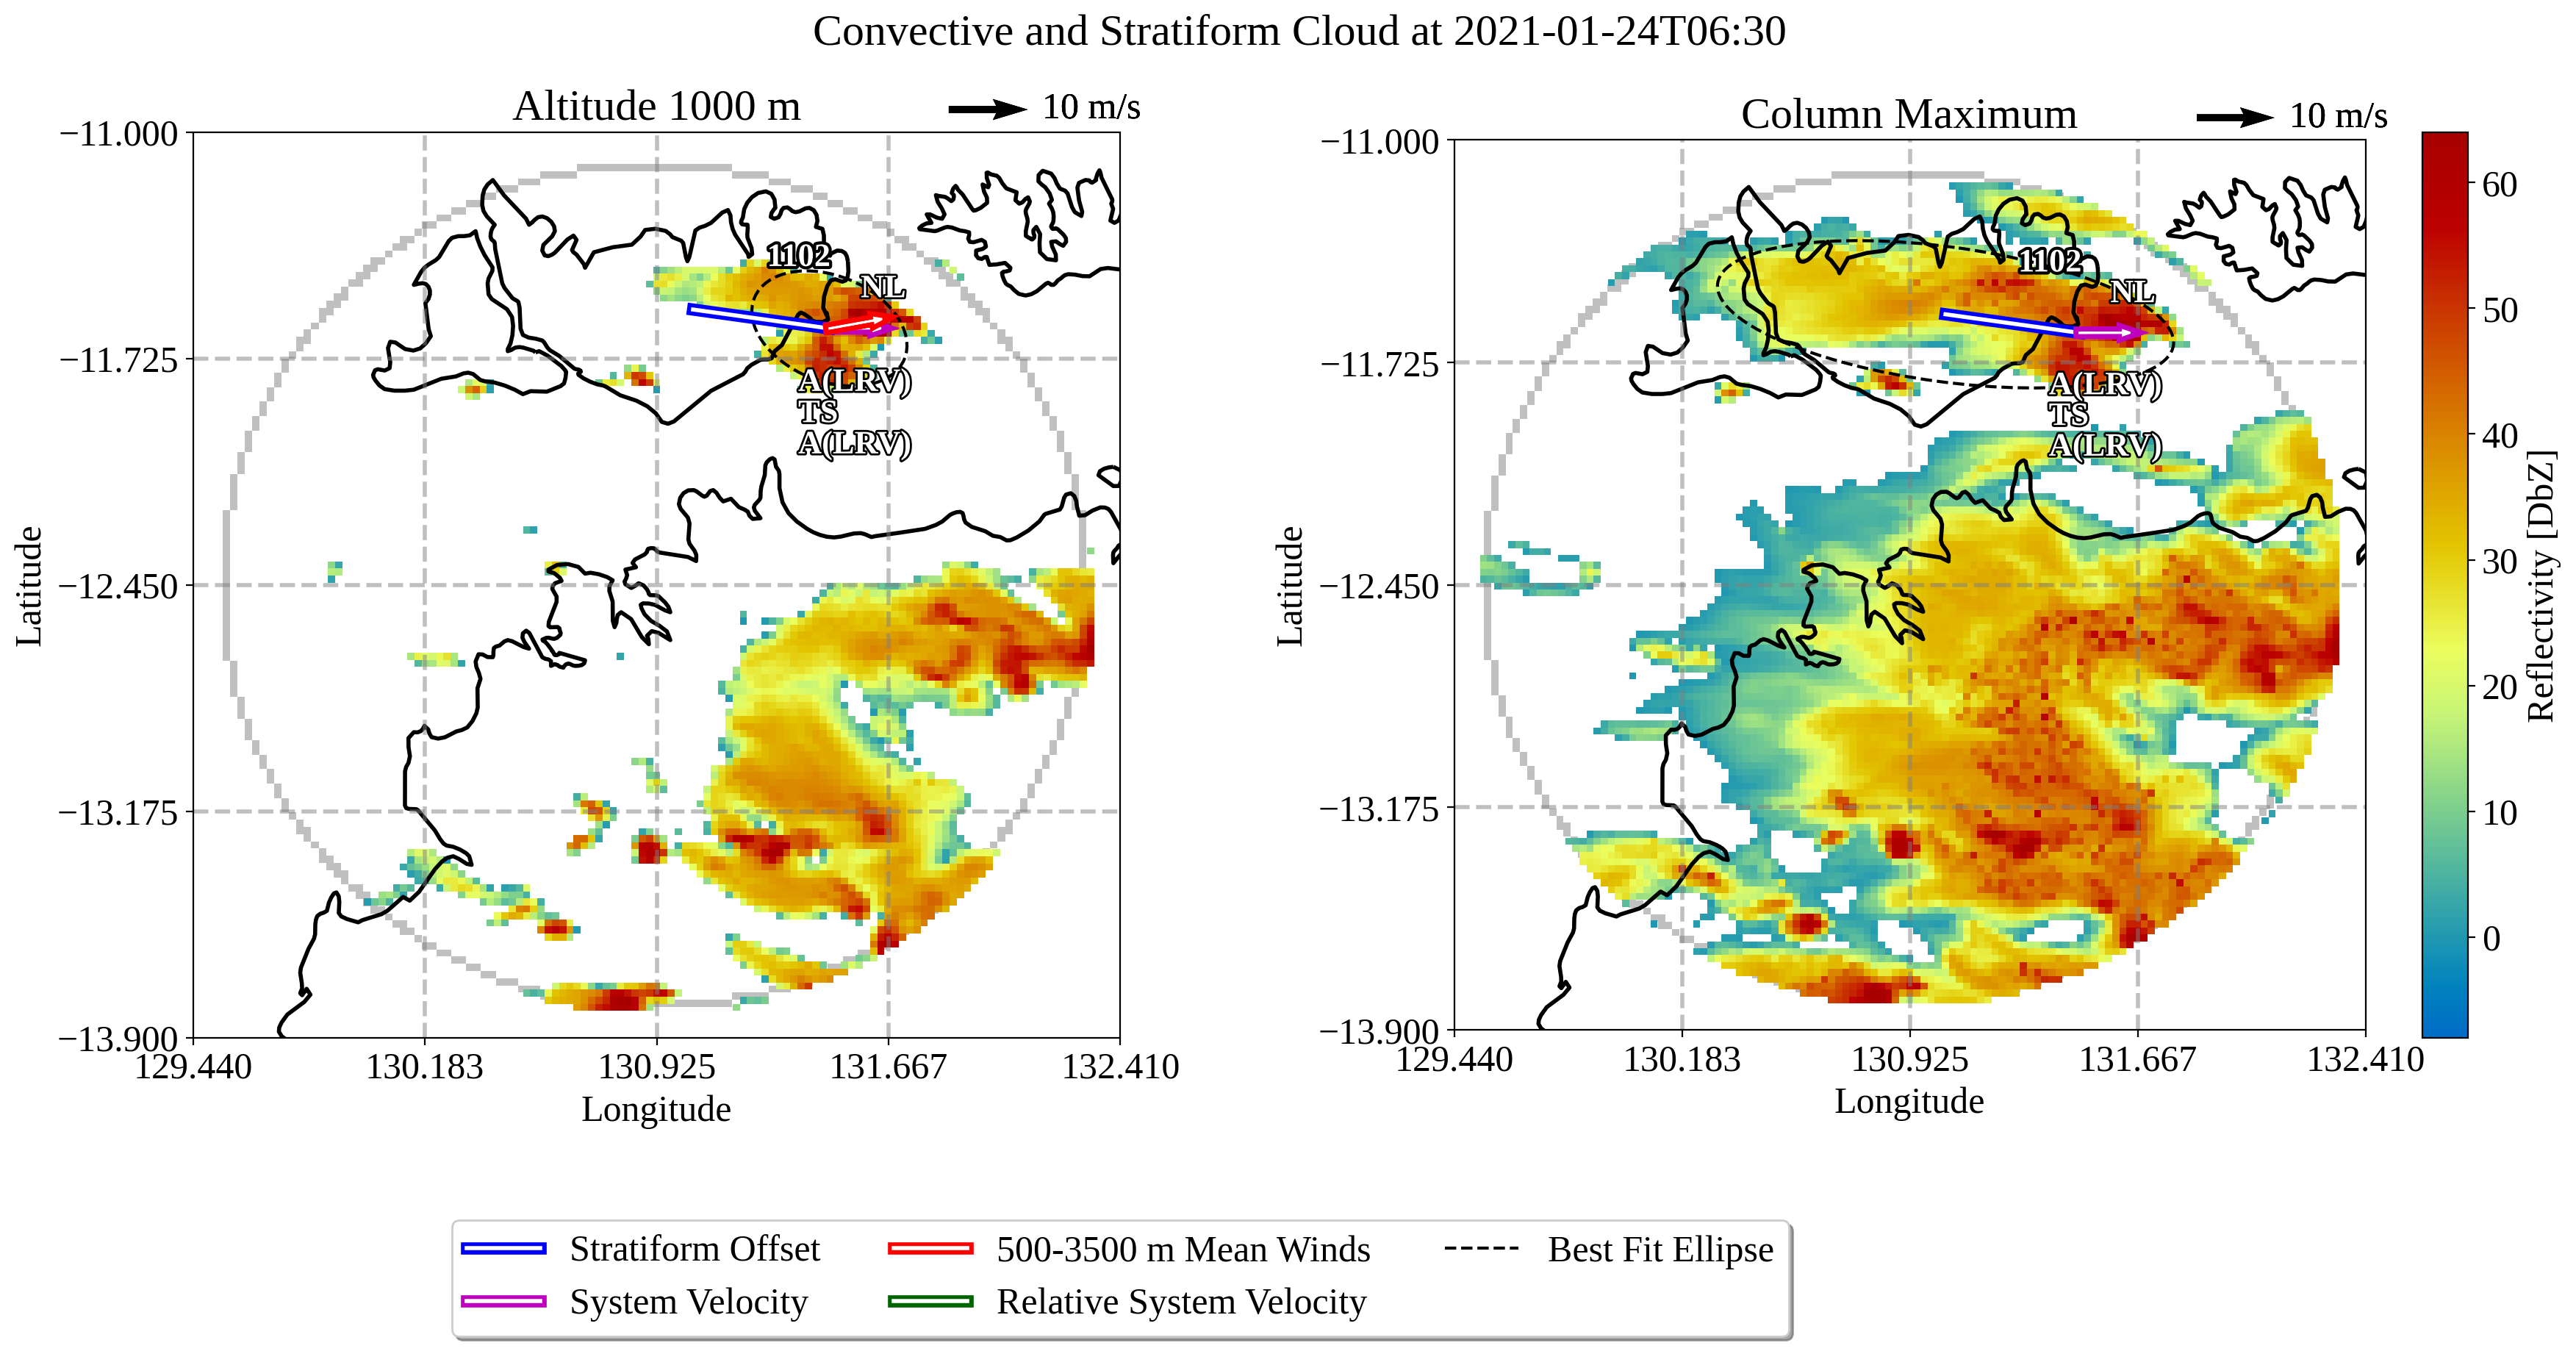 Convective and Stratiform Cloud at 2021-01-24T06:30
Altitude 1000 m
10 m/s
−11.000
−11.725
−12.450
−13.175
−13.900
129.440
130.183
130.925
131.667
132.410
Latitude
Longitude
1102
NL
A(LRV)
TS
A(LRV)
Column Maximum
10 m/s
−11.000
−11.725
−12.450
−13.175
−13.900
129.440
130.183
130.925
131.667
132.410
Latitude
Longitude
1102
NL
A(LRV)
TS
A(LRV)
60
50
40
30
20
10
0
Reflectivity [DbZ]
Stratiform Offset
500-3500 m Mean Winds
Best Fit Ellipse
System Velocity
Relative System Velocity